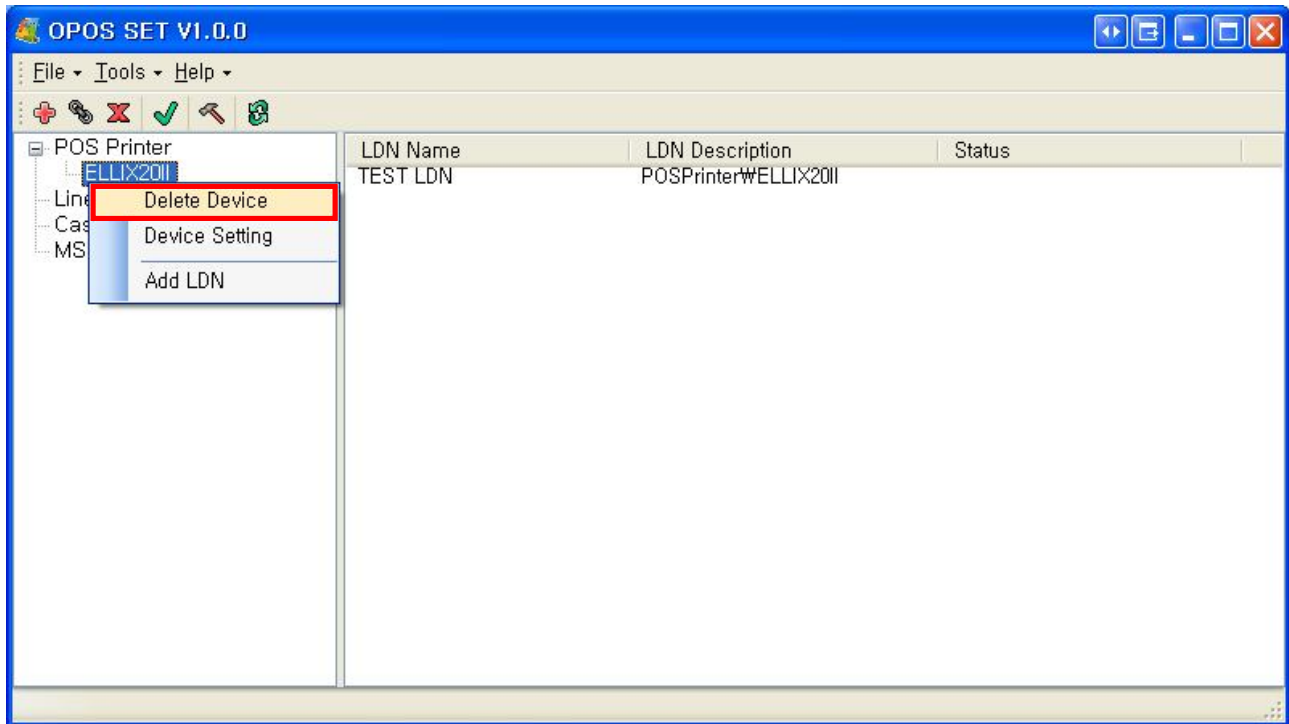 OPOS SET V1.0.0
File Tools Help
POS Printer
ELLIX20II
Line
Cas
MS
Delete Device
Device Setting
Add LDN
LDN Name LDN Description Status
TEST LDN POSPrinter₩ELLIX20II